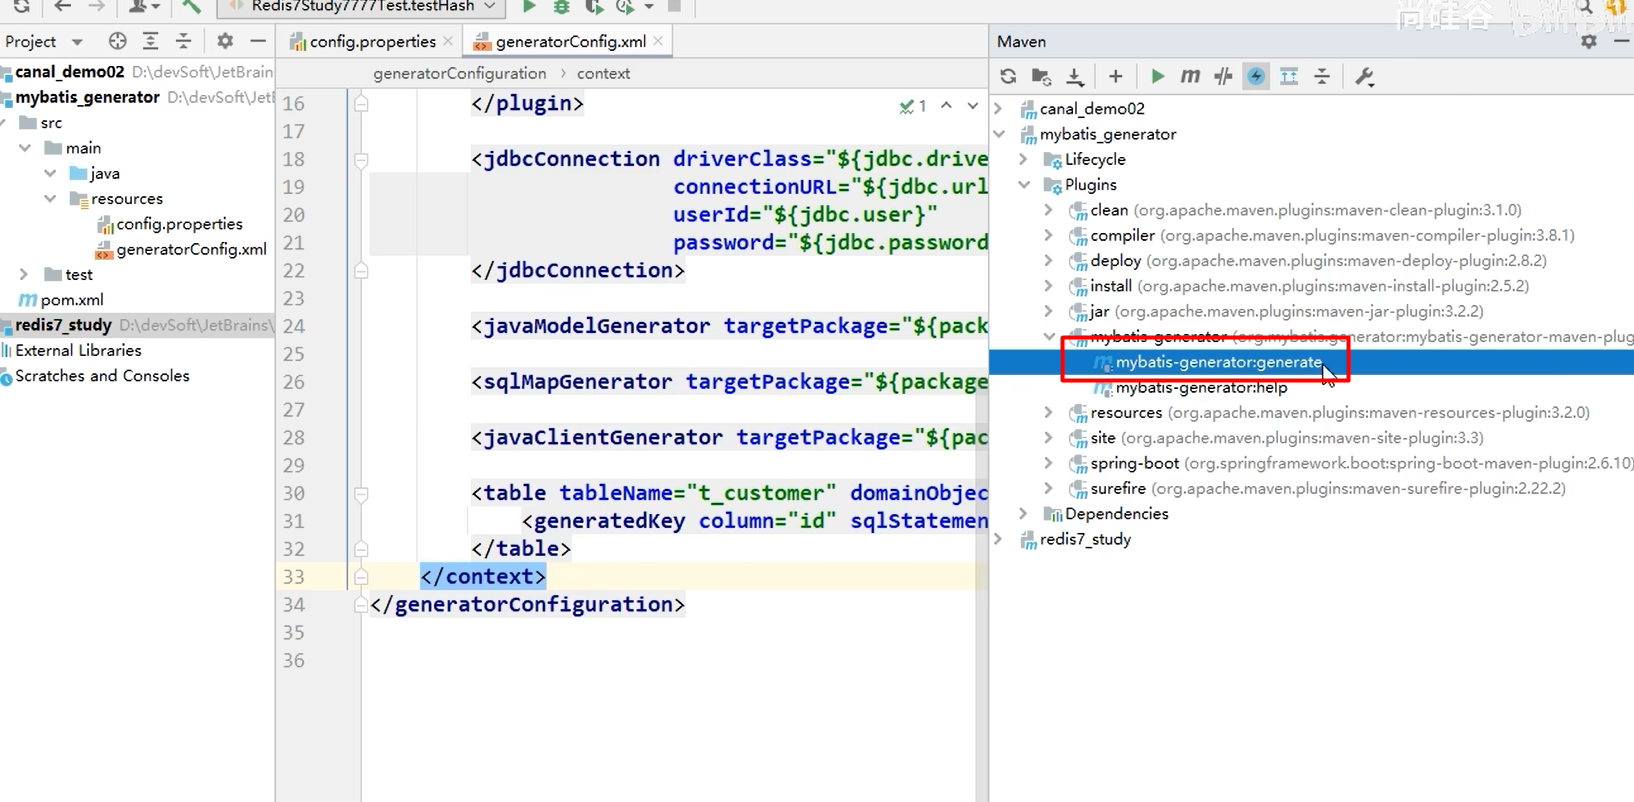 Redis7Study7777Test.testHash
尚硅谷
Project
config.properties
generatorConfig.xml
Maven
generatorConfiguration › context
canal_demo02 D:\devSoft\JetBrain
mybatis_generator D:\devSoft\JetE
src
main
java
resources
config.properties
generatorConfig.xml
test
pom.xml
redis7_study D:\devSoft\JetBrains\
External Libraries
Scratches and Consoles
1
16 </plugin>
17
18 <jdbcConnection driverClass="${jdbc.drive
19 connectionURL="${jdbc.url
20 userId="${jdbc.user}"
21 password="${jdbc.password
22 </jdbcConnection>
23
24 <javaModelGenerator targetPackage="${pack
25
26 <sqlMapGenerator targetPackage="${package
27
28 <javaClientGenerator targetPackage="${pac
29
30 <table tableName="t_customer" domainObjec
31 <generatedKey column="id" sqlStatemen
32 </table>
33 </context>
34 </generatorConfiguration>
35
36
canal_demo02
mybatis_generator
Lifecycle
Plugins
clean (org.apache.maven.plugins:maven-clean-plugin:3.1.0)
compiler (org.apache.maven.plugins:maven-compiler-plugin:3.8.1)
deploy (org.apache.maven.plugins:maven-deploy-plugin:2.8.2)
install (org.apache.maven.plugins:maven-install-plugin:2.5.2)
jar (org.apache.maven.plugins:maven-jar-plugin:3.2.2)
mybatis-generator (org.mybatis.generator:mybatis-generator-maven-plug
mybatis-generator:generate
mybatis-generator:help
resources (org.apache.maven.plugins:maven-resources-plugin:3.2.0)
site (org.apache.maven.plugins:maven-site-plugin:3.3)
spring-boot (org.springframework.boot:spring-boot-maven-plugin:2.6.10)
surefire (org.apache.maven.plugins:maven-surefire-plugin:2.22.2)
Dependencies
redis7_study